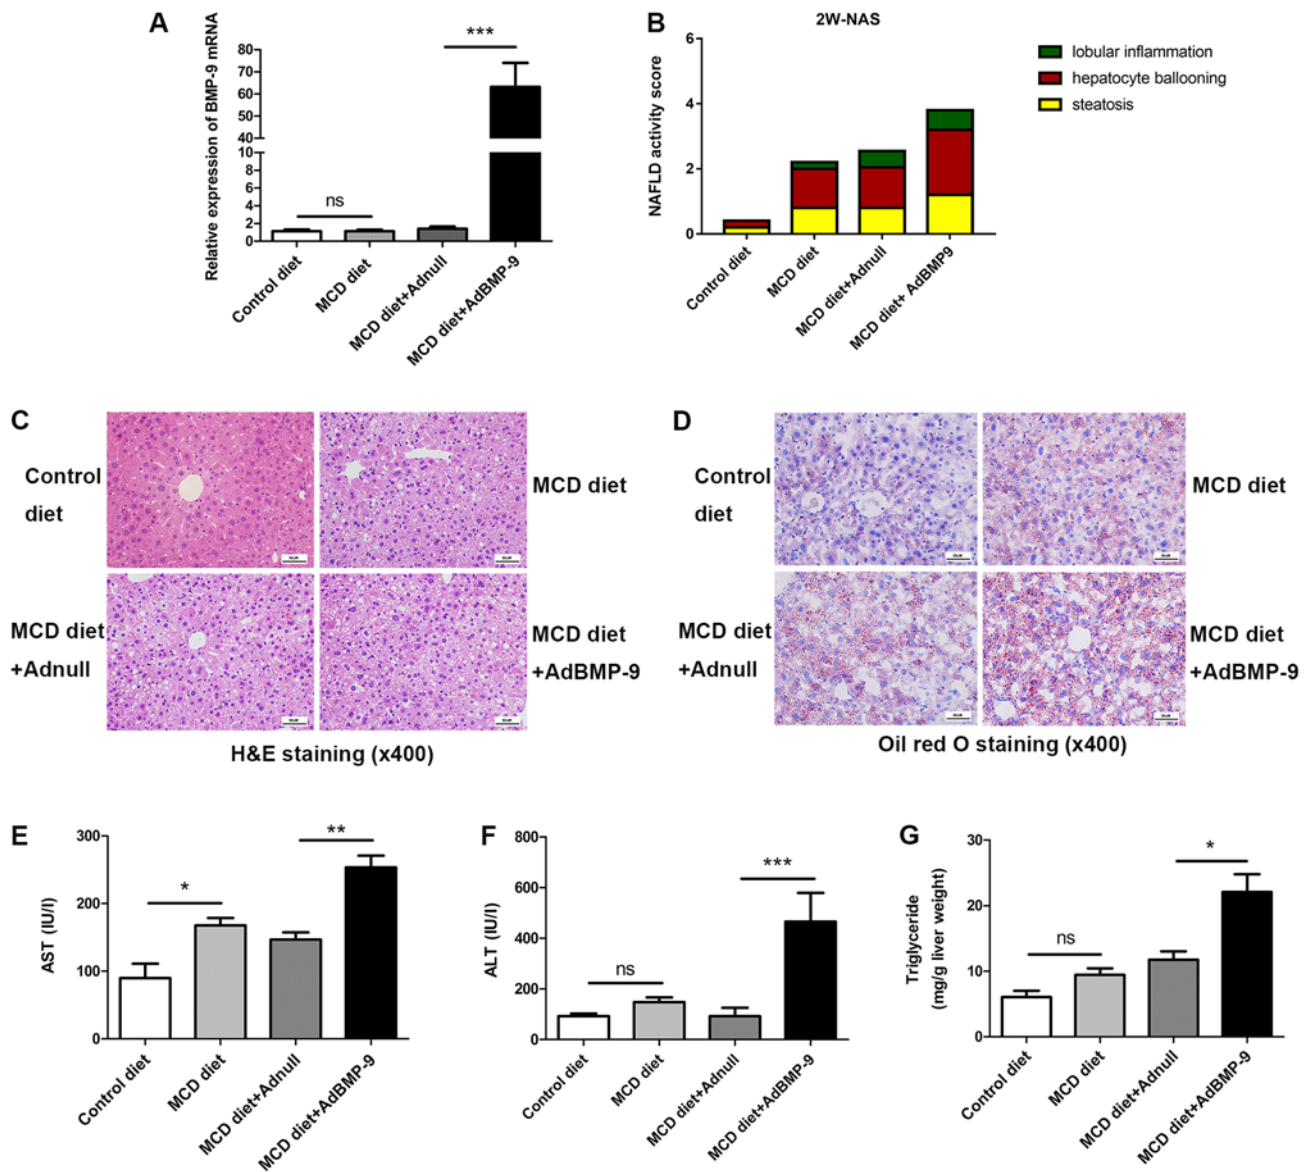 A
Relative expression of BMP-9 mRNA
80
70
60
50
40
10
8
6
4
2
0
ns
***
Control diet
MCD diet
MCD diet+Adnull
MCD diet+AdBMP-9
B
2W-NAS
NAFLD activity score
6
4
2
0
Control diet
MCD diet
MCD diet+Adnull
MCD diet+ AdBMP9
lobular inflammation
hepatocyte ballooning
steatosis
C
Control
diet
MCD diet
MCD diet
+Adnull
MCD diet
+AdBMP-9
H&E staining (x400)
D
Control
diet
MCD diet
MCD diet
+Adnull
MCD diet
+AdBMP-9
Oil red O staining (x400)
E
AST (IU/l)
300
200
100
0
*
**
Control diet
MCD diet
MCD diet+Adnull
MCD diet+AdBMP-9
F
ALT (IU/l)
800
600
400
200
0
ns
***
Control diet
MCD diet
MCD diet+Adnull
MCD diet+AdBMP-9
G
Triglyceride
(mg/g liver weight)
30
20
10
0
ns
*
Control diet
MCD diet
MCD diet+Adnull
MCD diet+AdBMP-9